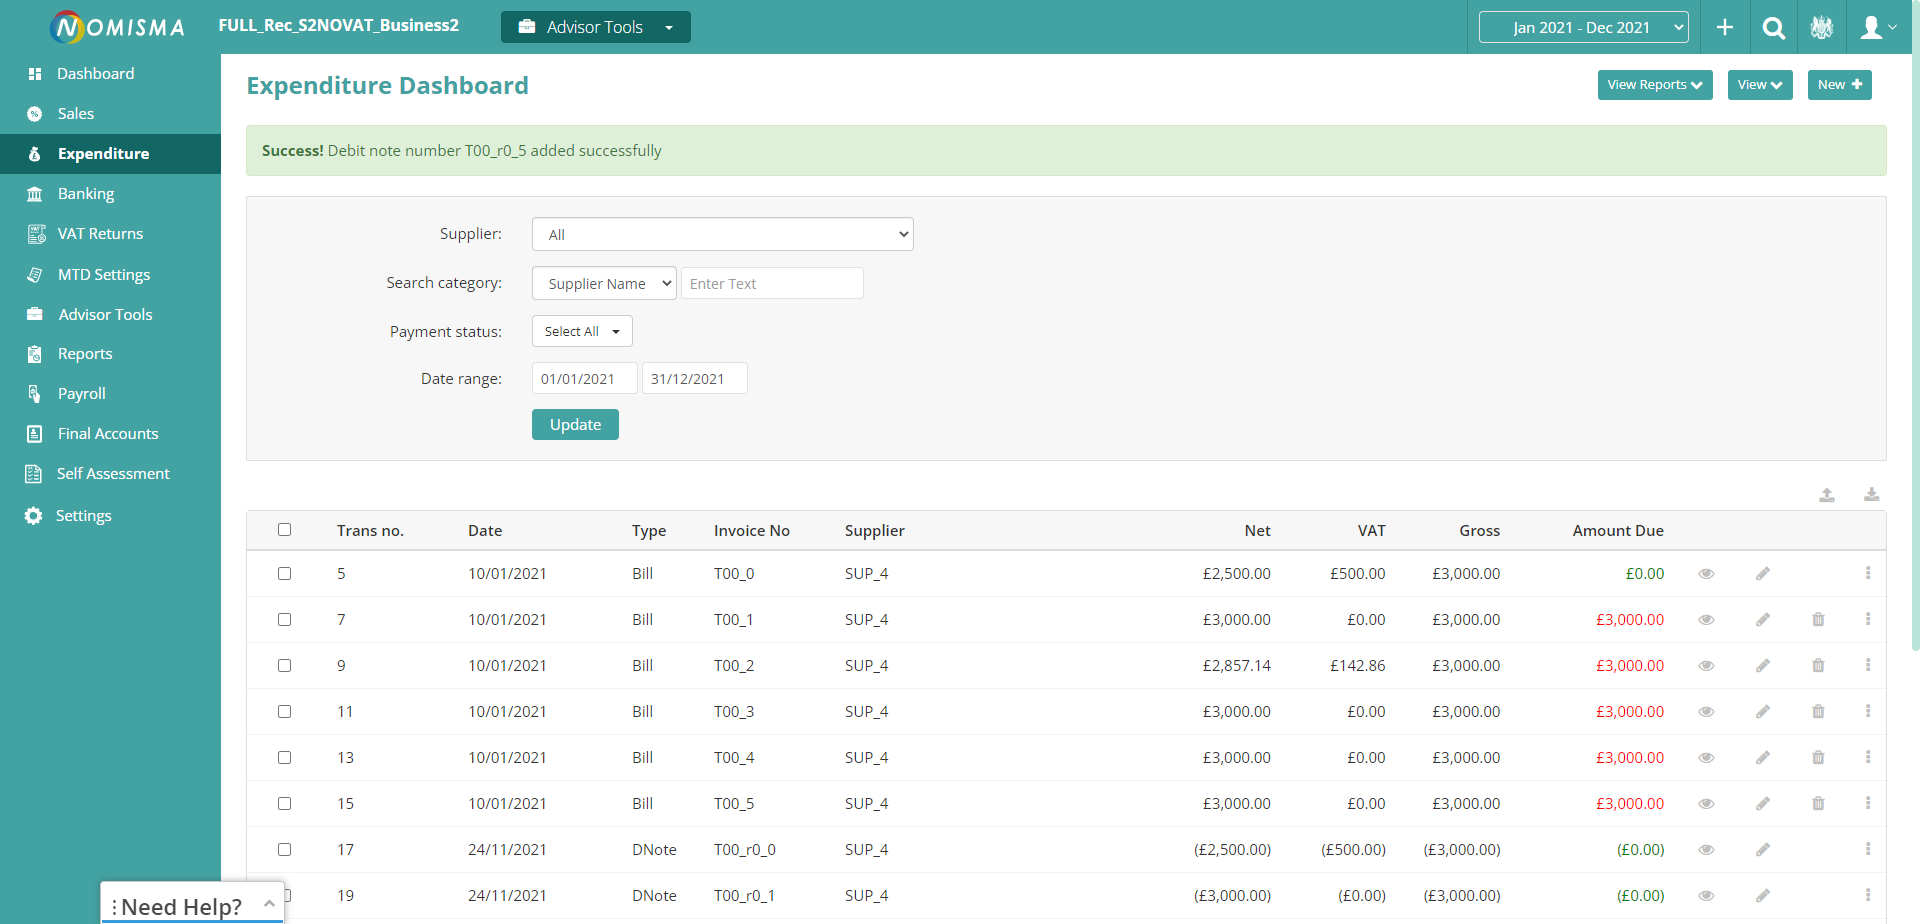 NOMISMA
FULL_Rec_S2NOVAT_Business2
Advisor Tools
Jan 2021 - Dec 2021
Dashboard
Sales
Expenditure
Banking
VAT Returns
MTD Settings
Advisor Tools
Reports
Payroll
Final Accounts
Self Assessment
Settings
Expenditure Dashboard
View Reports
View
New
Success! Debit note number T00_r0_5 added successfully
Supplier: All
Search category: Supplier Name Enter Text
Payment status: Select All
Date range: 01/01/2021 31/12/2021
Update
Trans no. Date Type Invoice No Supplier Net VAT Gross Amount Due
5 10/01/2021 Bill T00_0 SUP_4 £2,500.00 £500.00 £3,000.00 £0.00
7 10/01/2021 Bill T00_1 SUP_4 £3,000.00 £0.00 £3,000.00 £3,000.00
9 10/01/2021 Bill T00_2 SUP_4 £2,857.14 £142.86 £3,000.00 £3,000.00
11 10/01/2021 Bill T00_3 SUP_4 £3,000.00 £0.00 £3,000.00 £3,000.00
13 10/01/2021 Bill T00_4 SUP_4 £3,000.00 £0.00 £3,000.00 £3,000.00
15 10/01/2021 Bill T00_5 SUP_4 £3,000.00 £0.00 £3,000.00 £3,000.00
17 24/11/2021 DNote T00_r0_0 SUP_4 (£2,500.00) (£500.00) (£3,000.00) (£0.00)
19 24/11/2021 DNote T00_r0_1 SUP_4 (£3,000.00) (£0.00) (£3,000.00) (£0.00)
Need Help?